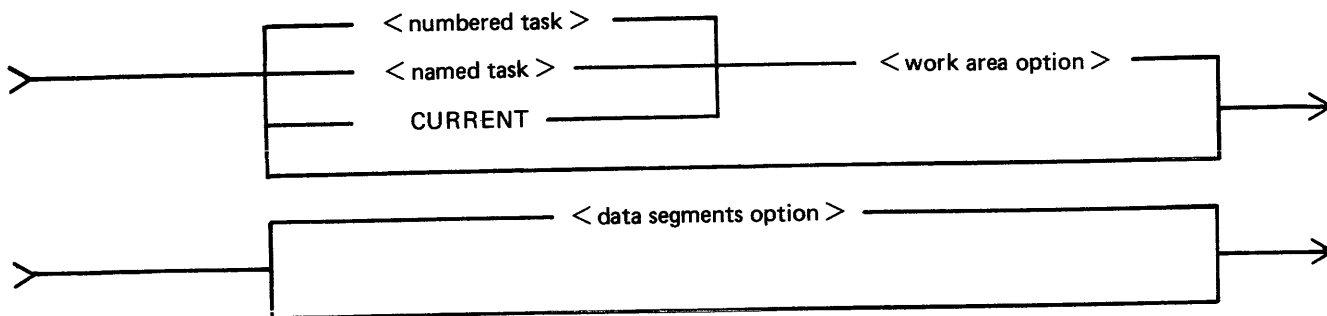 < numbered task >
< named task > < work area option >
CURRENT
< data segments option >